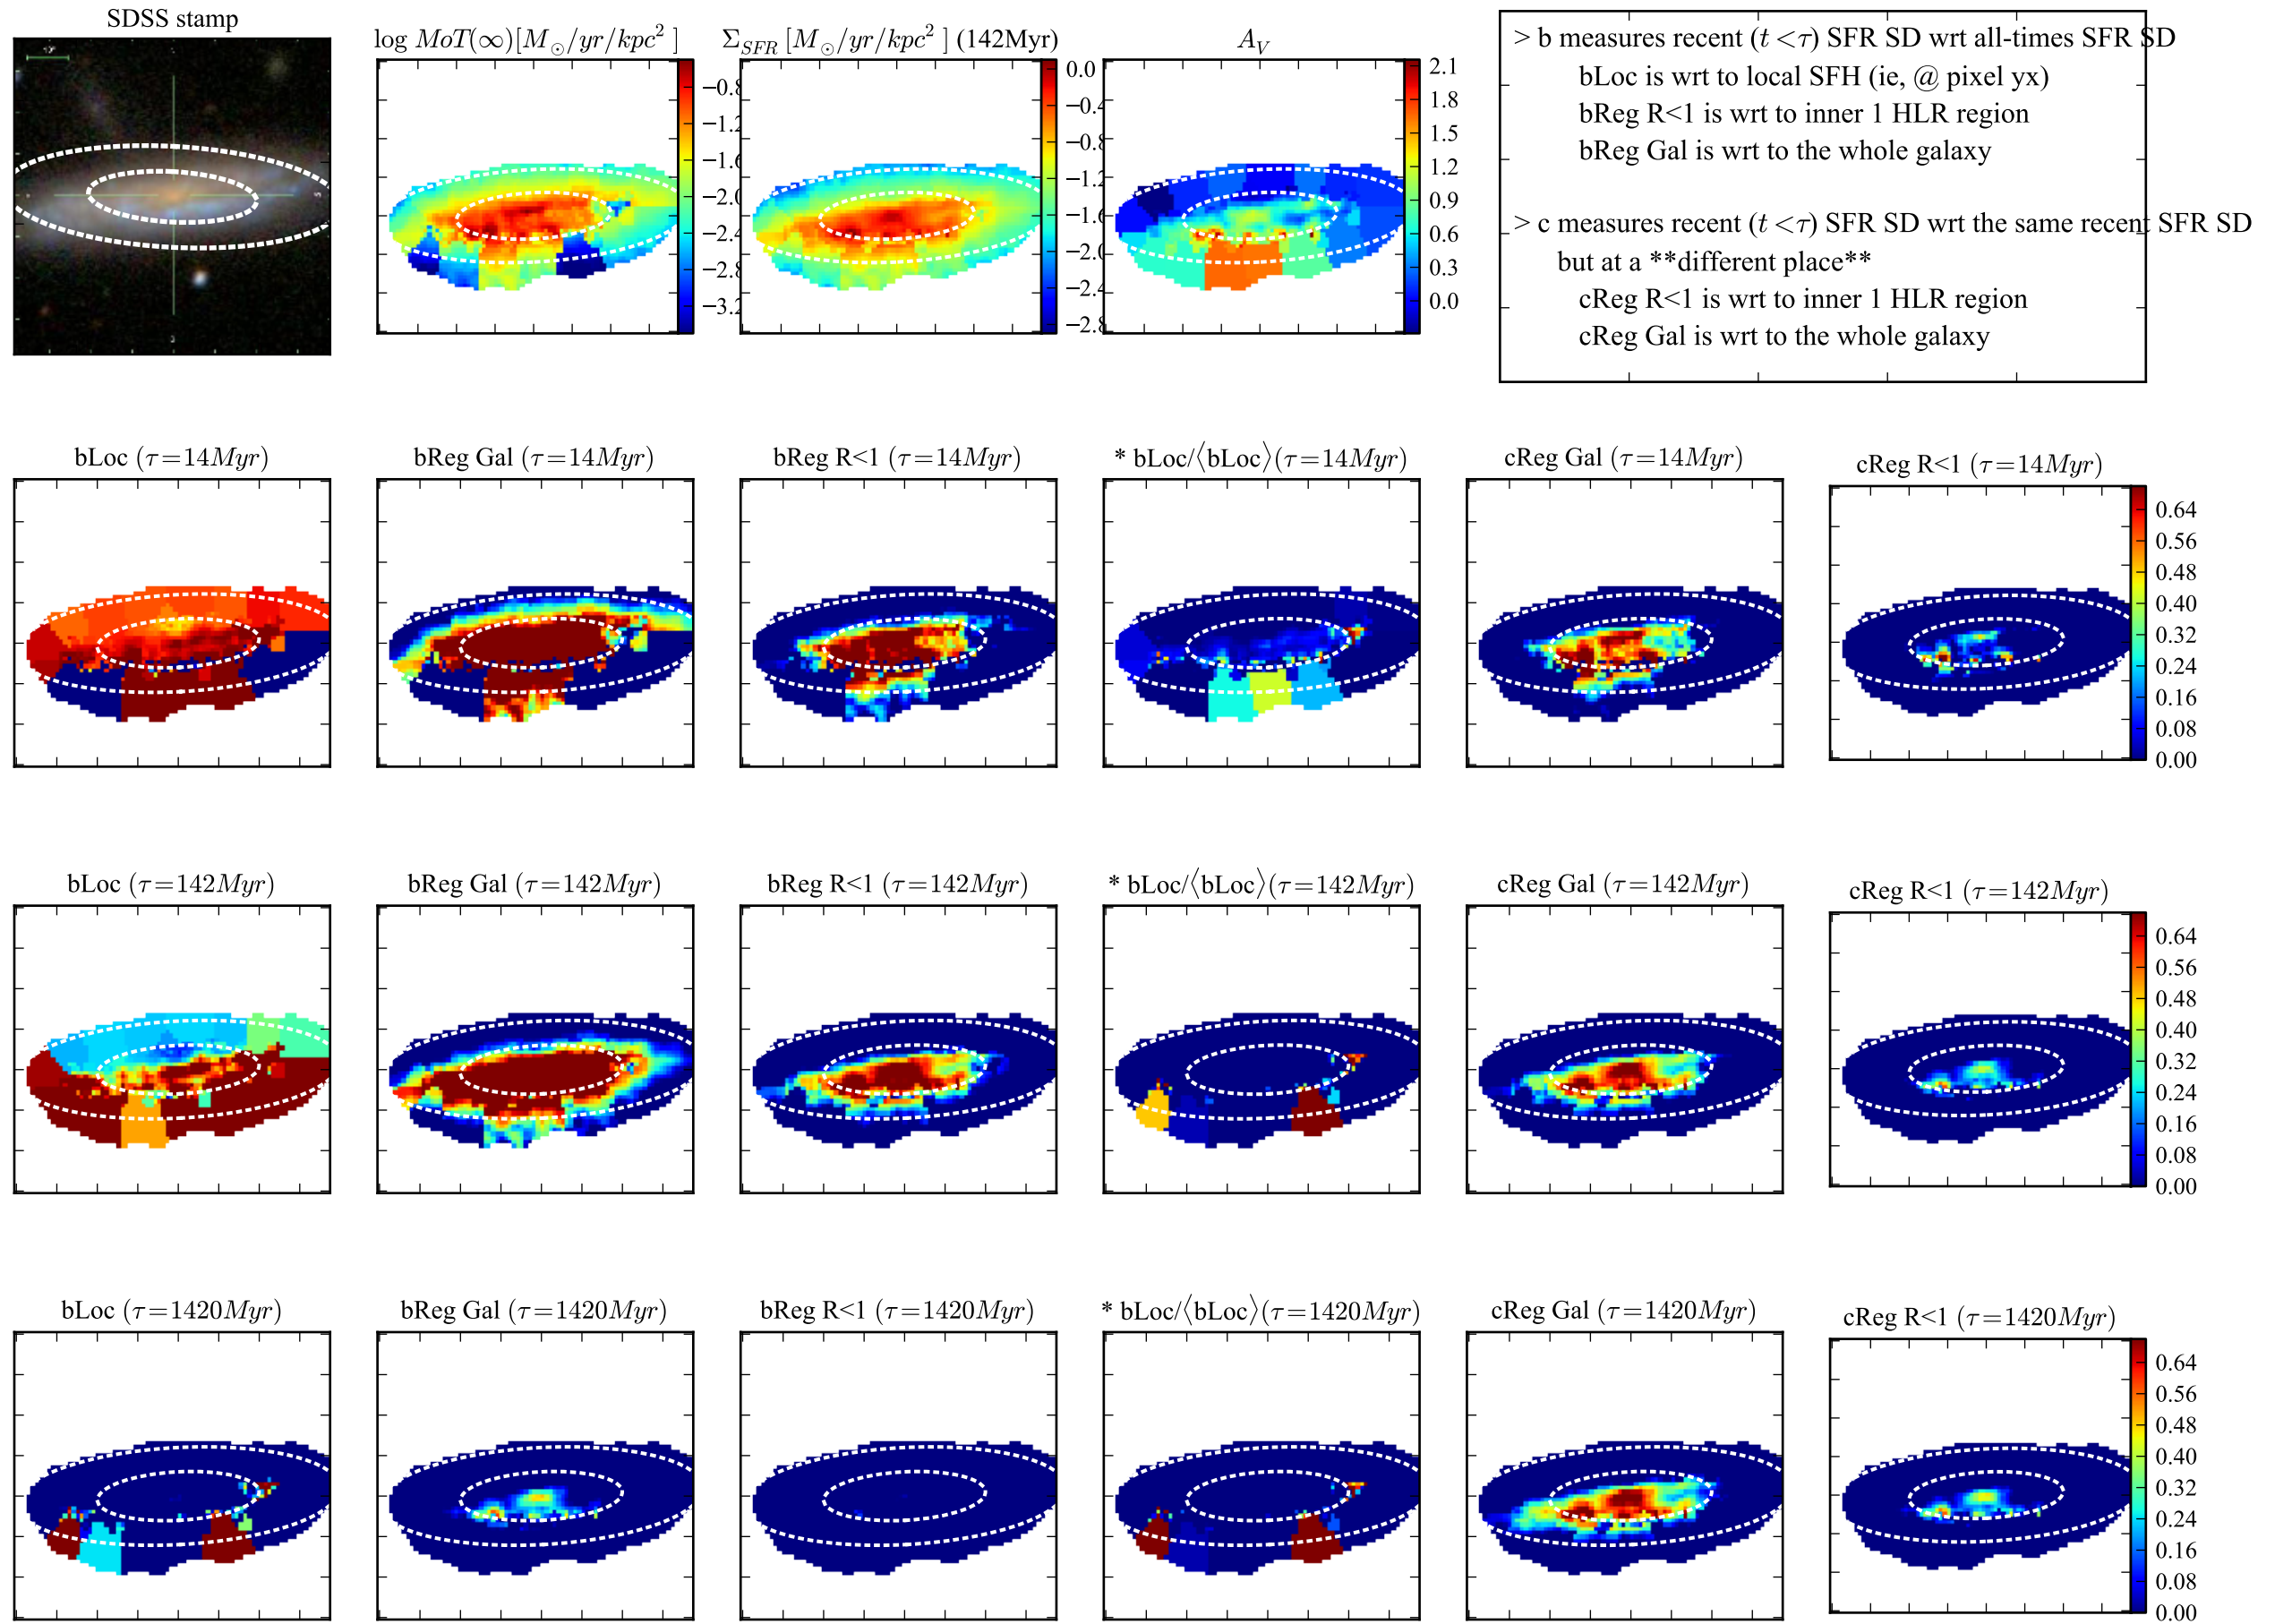 SDSS stamp
log MoT(∞)[M⊙/yr/kpc² ]
Σ_SFR [M⊙/yr/kpc² ] (142Myr)
A_V
−0.8
−1.2
−1.6
−2.0
−2.4
−2.8
−3.2
0.0
−0.4
−0.8
−1.2
−1.6
−2.0
−2.4
−2.8
2.1
1.8
1.5
1.2
0.9
0.6
0.3
0.0
> b measures recent (t <τ) SFR SD wrt all-times SFR SD
bLoc is wrt to local SFH (ie, @ pixel yx)
bReg R<1 is wrt to inner 1 HLR region
bReg Gal is wrt to the whole galaxy
> c measures recent (t <τ) SFR SD wrt the same recent SFR SD
but at a **different place**
cReg R<1 is wrt to inner 1 HLR region
cReg Gal is wrt to the whole galaxy
bLoc (τ=14Myr)
bReg Gal (τ=14Myr)
bReg R<1 (τ=14Myr)
* bLoc/⟨bLoc⟩(τ=14Myr)
cReg Gal (τ=14Myr)
cReg R<1 (τ=14Myr)
0.64
0.56
0.48
0.40
0.32
0.24
0.16
0.08
0.00
bLoc (τ=142Myr)
bReg Gal (τ=142Myr)
bReg R<1 (τ=142Myr)
* bLoc/⟨bLoc⟩(τ=142Myr)
cReg Gal (τ=142Myr)
cReg R<1 (τ=142Myr)
0.64
0.56
0.48
0.40
0.32
0.24
0.16
0.08
0.00
bLoc (τ=1420Myr)
bReg Gal (τ=1420Myr)
bReg R<1 (τ=1420Myr)
* bLoc/⟨bLoc⟩(τ=1420Myr)
cReg Gal (τ=1420Myr)
cReg R<1 (τ=1420Myr)
0.64
0.56
0.48
0.40
0.32
0.24
0.16
0.08
0.00